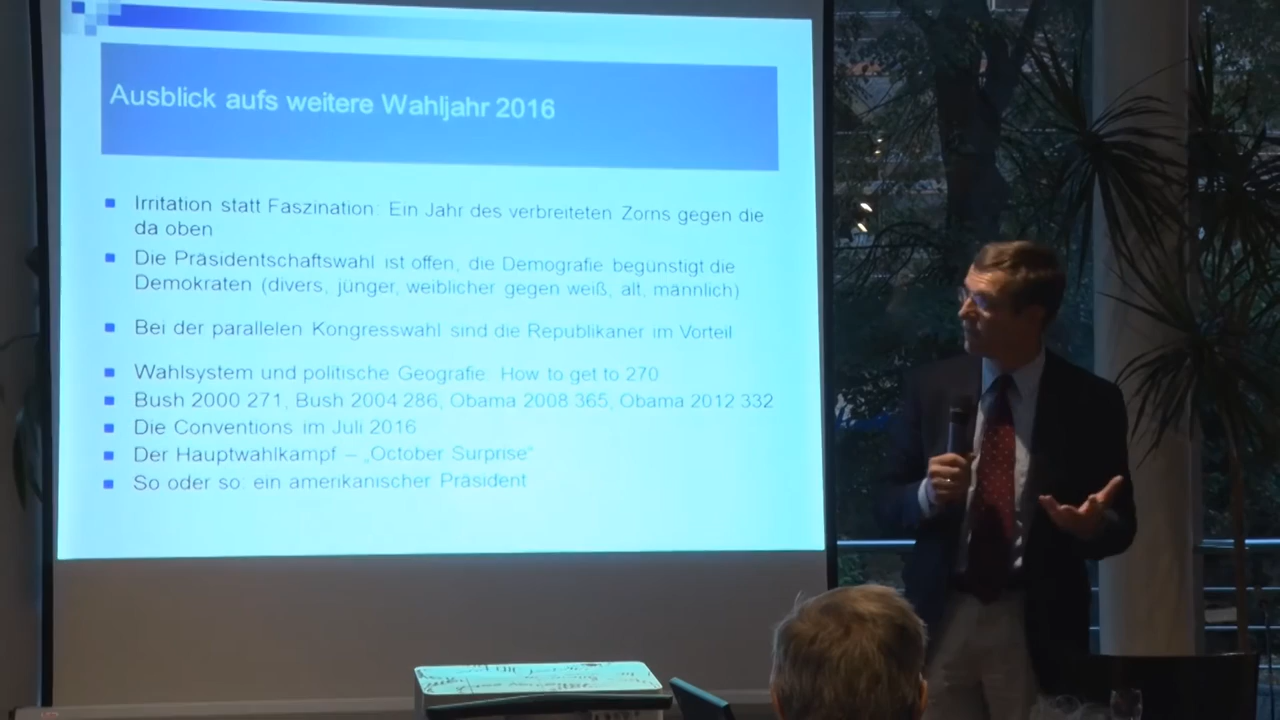 Ausblick aufs weitere Wahljahr 2016
Irritation statt Faszination: Ein Jahr des verbreiteten Zorns gegen die
da oben
Die Präsidentschaftswahl ist offen, die Demografie begünstigt die
Demokraten (divers, jünger, weiblicher gegen weiß, alt, männlich)
Bei der parallelen Kongresswahl sind die Republikaner im Vorteil
Wahlsystem und politische Geografie: How to get to 270
Bush 2000 271, Bush 2004 286, Obama 2008 365, Obama 2012 332
Die Conventions im Juli 2016
Der Hauptwahlkampf – „October Surprise“
So oder so: ein amerikanischer Präsident